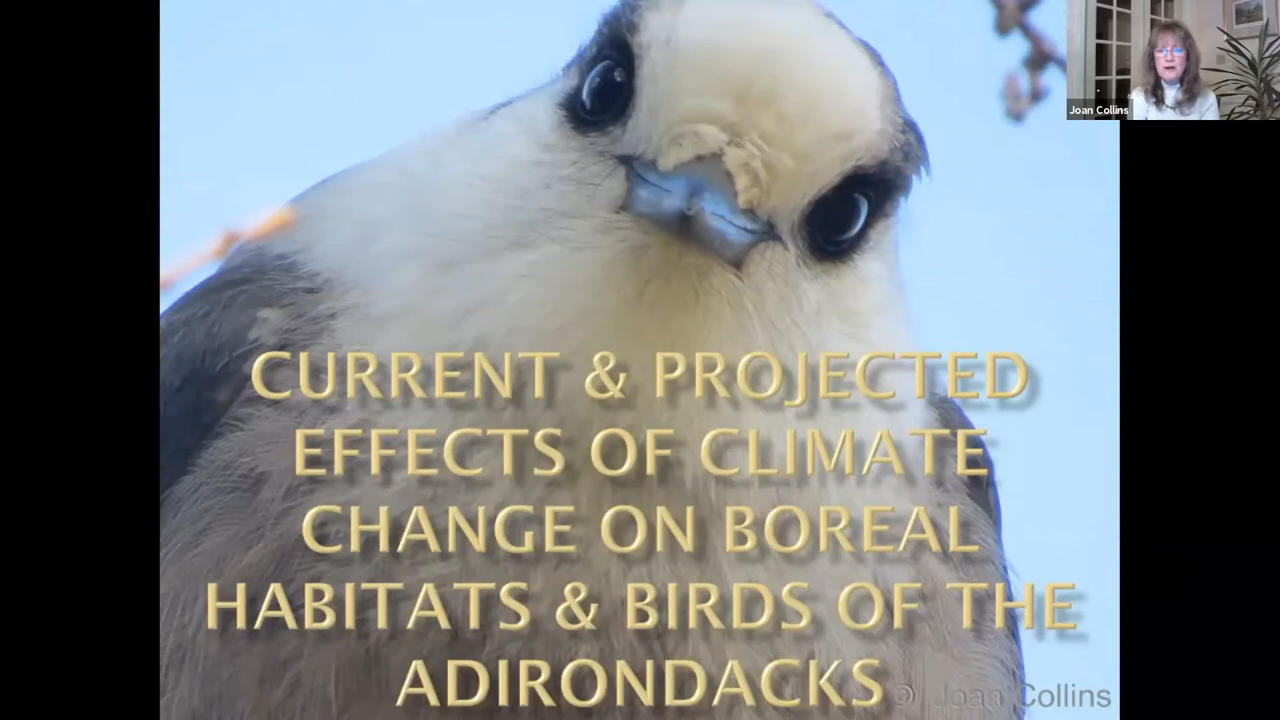 Joan Collins
CURRENT & PROJECTED
EFFECTS OF CLIMATE
CHANGE ON BOREAL
HABITATS & BIRDS OF THE
ADIRONDACKS
© Joan Collins